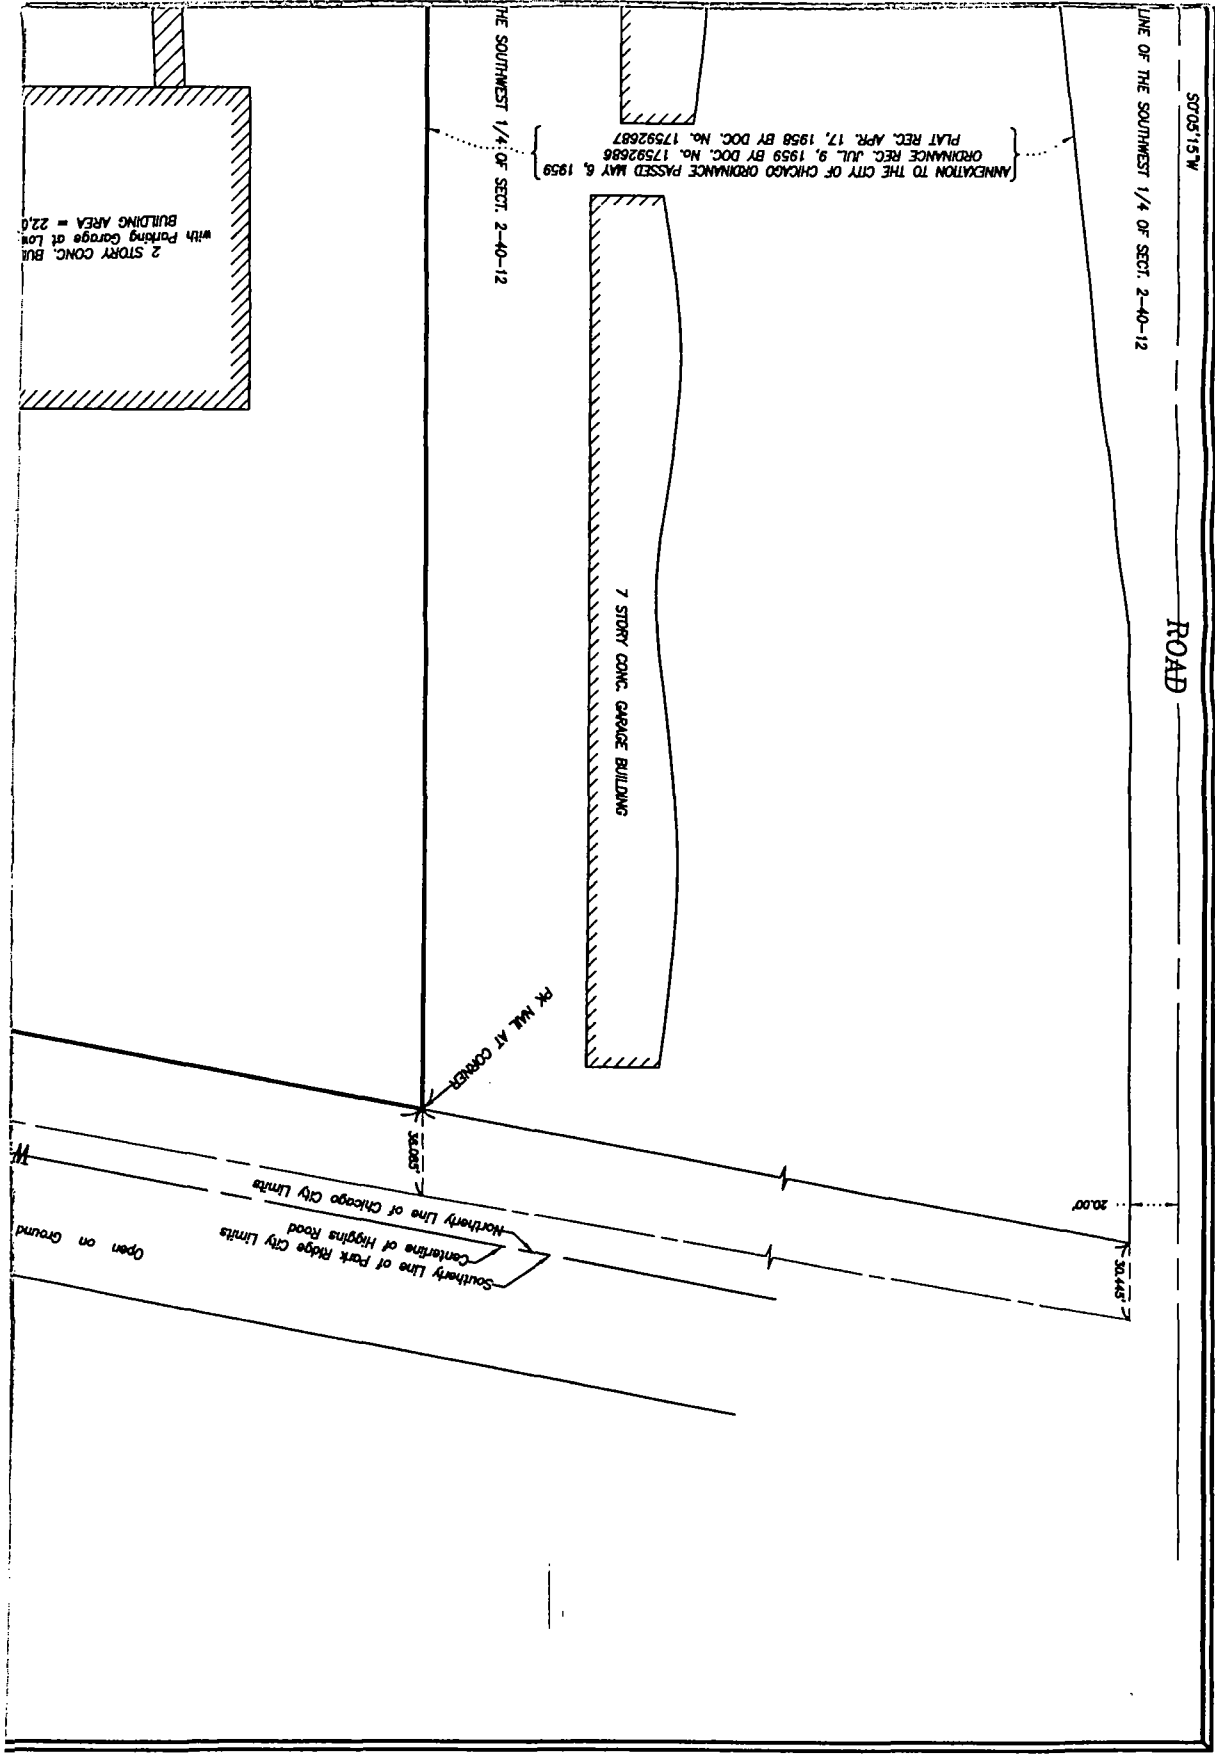 S0°05'15"W
ROAD
LINE OF THE SOUTHWEST 1/4 OF SECT. 2-40-12
ANNEXATION TO THE CITY OF CHICAGO ORDINANCE PASSED MAY 6, 1959
ORDINANCE REC. JUL. 9, 1959 BY DOC. No. 17592686
PLAT REC. APR. 17, 1958 BY DOC. No. 17592687
HE SOUTHWEST 1/4 OF SECT. 2-40-12
2 STORY CONC. BUI
with Parking Garage at Low
BUILDING AREA = 22,0
7 STORY CONC. GARAGE BUILDING
PK NAIL AT CORNER
36.085'
20.00'
30.445'
Northerly Line of Chicago City Limits
Centerline of Higgins Road
Southerly Line of Park Ridge City Limits
W
Open on Ground